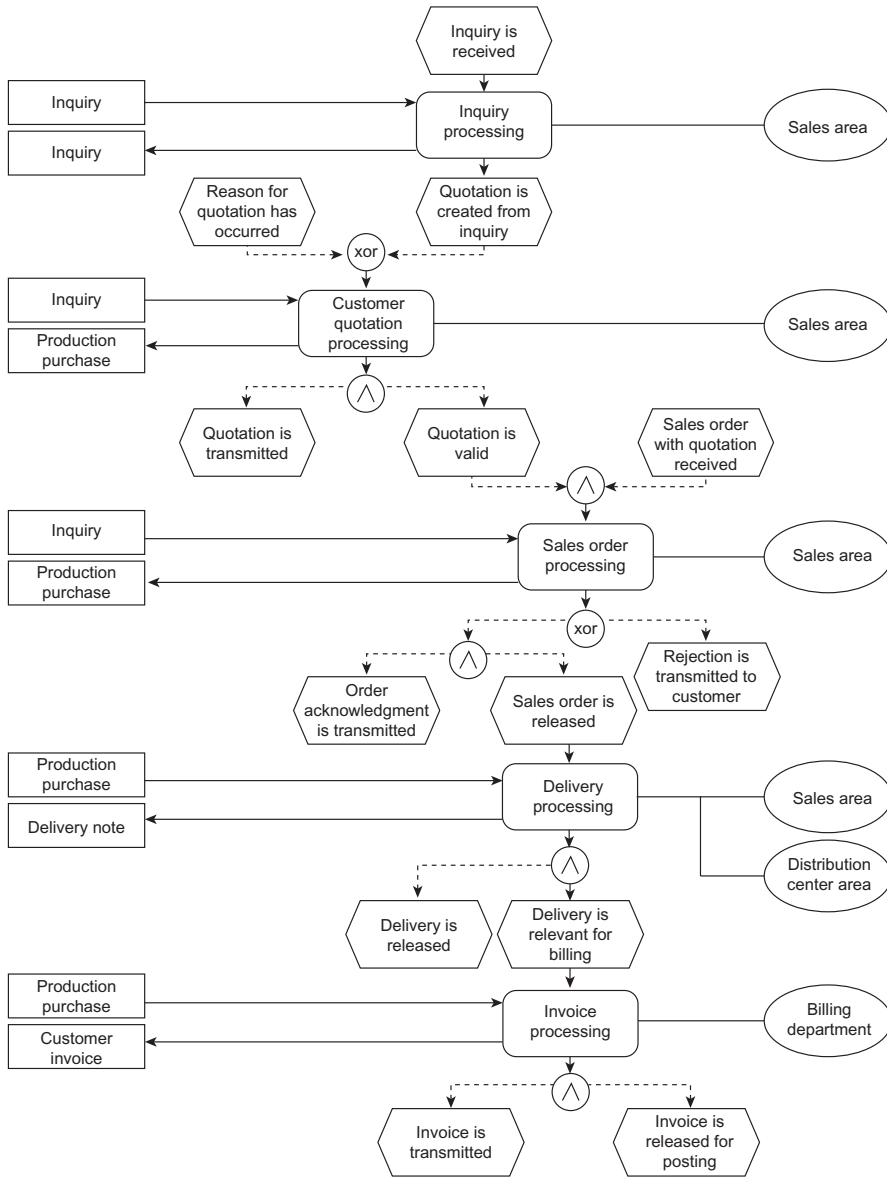 Inquiry is
received
Inquiry
Inquiry
processing
Sales area
Inquiry
Reason for
quotation has
occurred
Quotation is
created from
inquiry
xor
Inquiry
Customer
quotation
processing
Sales area
Production
purchase
∧
Quotation is
transmitted
Quotation is
valid
Sales order
with quotation
received
∧
Inquiry
Sales order
processing
Sales area
Production
purchase
xor
∧
Order
acknowledgment
is transmitted
Sales order is
released
Rejection is
transmitted to
customer
Production
purchase
Delivery
processing
Sales area
Delivery note
Distribution
center area
∧
Delivery is
released
Delivery is
relevant for
billing
Production
purchase
Invoice
processing
Billing
department
Customer
invoice
∧
Invoice is
transmitted
Invoice is
released for
posting